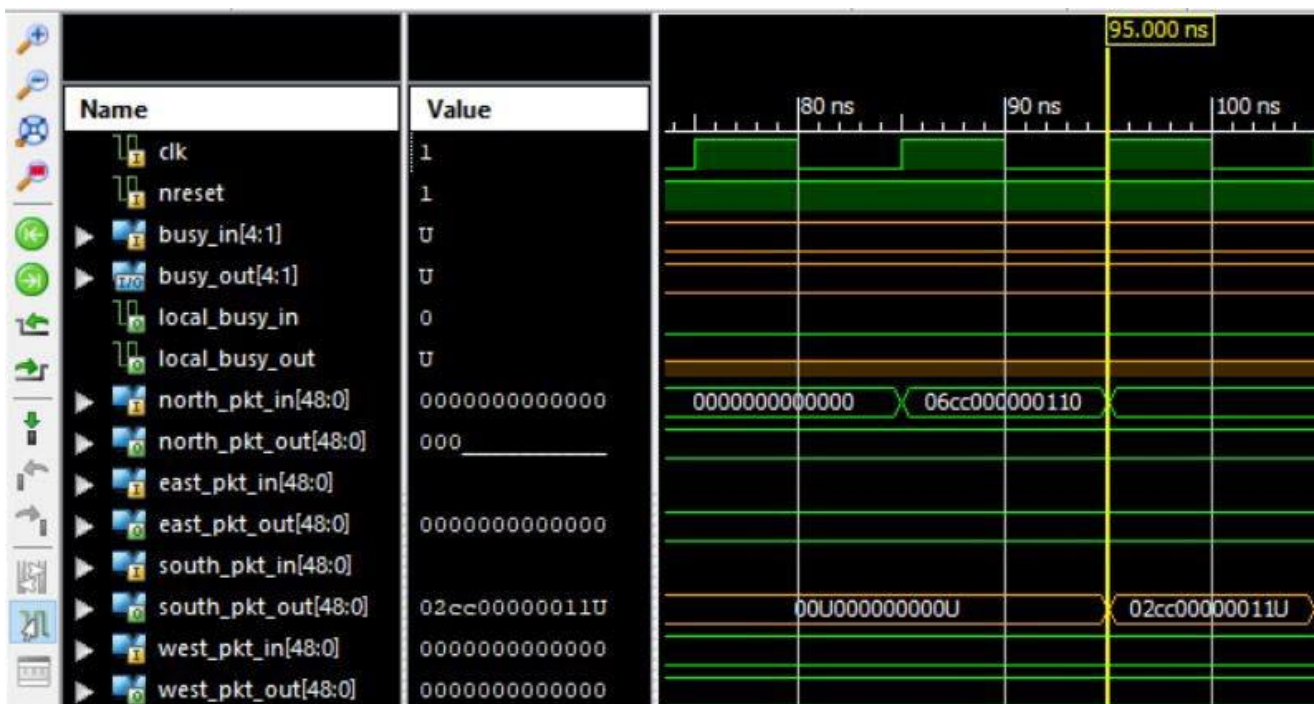 95.000 ns
Name Value 80 ns 90 ns 100 ns
clk 1
nreset 1
busy_in[4:1] U
busy_out[4:1] U
local_busy_in 0
local_busy_out U
north_pkt_in[48:0] 0000000000000 0000000000000 06cc000000110
north_pkt_out[48:0] 000__________
east_pkt_in[48:0]
east_pkt_out[48:0] 0000000000000
south_pkt_in[48:0]
south_pkt_out[48:0] 02cc00000011U 00U000000000U 02cc00000011U
west_pkt_in[48:0] 0000000000000
west_pkt_out[48:0] 0000000000000